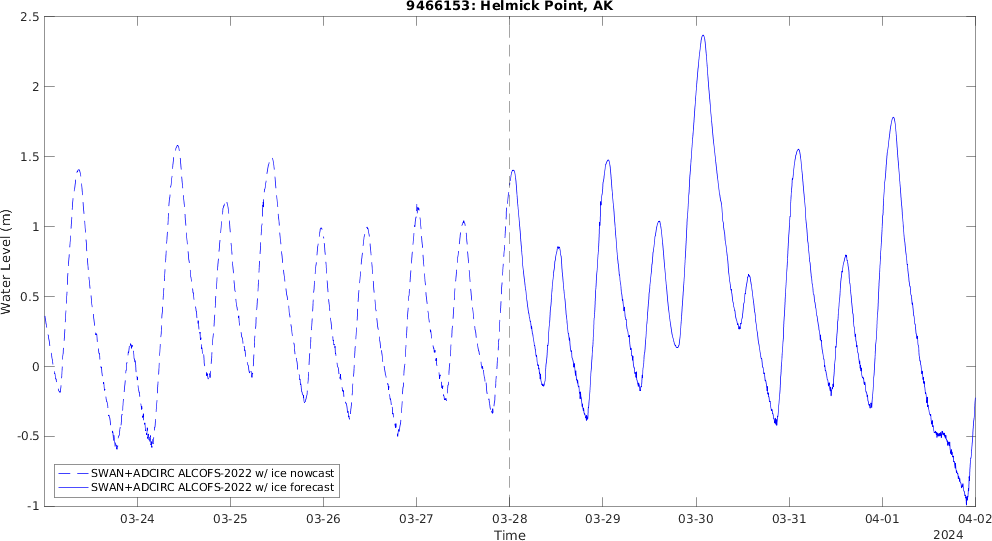 9466153: Helmick Point, AK
2.5
2
1.5
1
0.5
0
-0.5
-1
Water Level (m)
SWAN+ADCIRC ALCOFS-2022 w/ ice nowcast
SWAN+ADCIRC ALCOFS-2022 w/ ice forecast
03-24 03-25 03-26 03-27 03-28 03-29 03-30 03-31 04-01 04-02
Time
2024